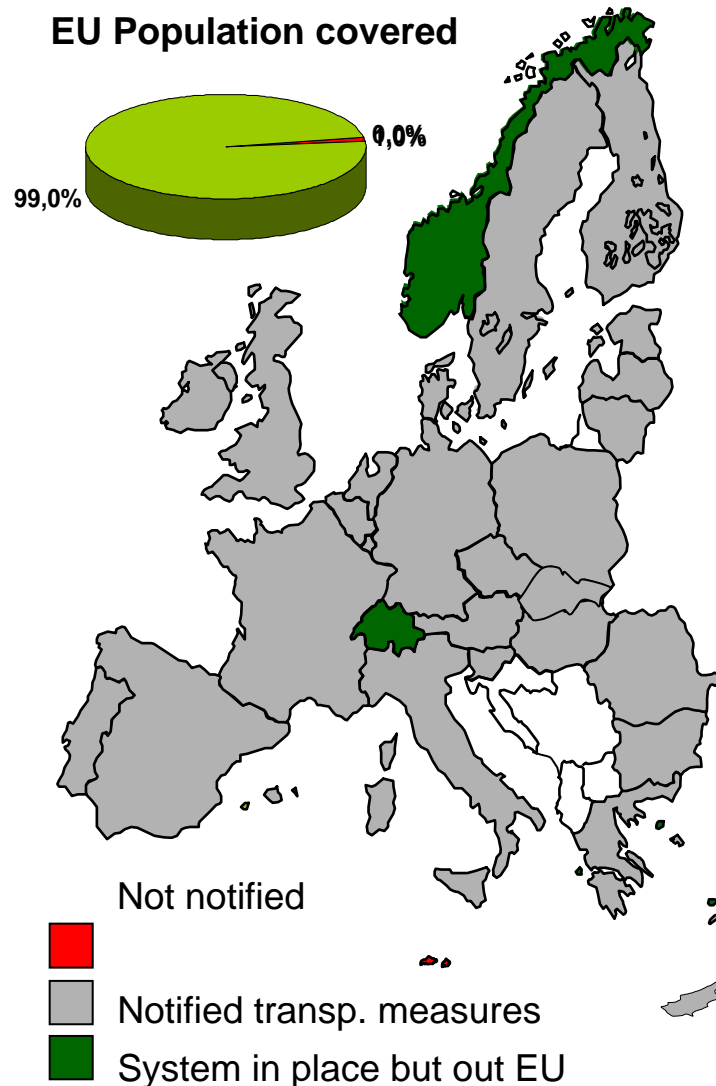 EU Population covered
99,0%
Not notified
Notified transp. measures
System in place but out EU